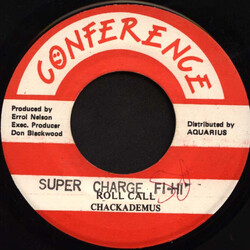 CONFERENCE
Produced by
Errol Nelson
Exec. Producer
Don Blackwood
Distributed by
AQUARIUS
SUPER CHARGE FI-HI
ROLL CALL
CHACKADEMUS